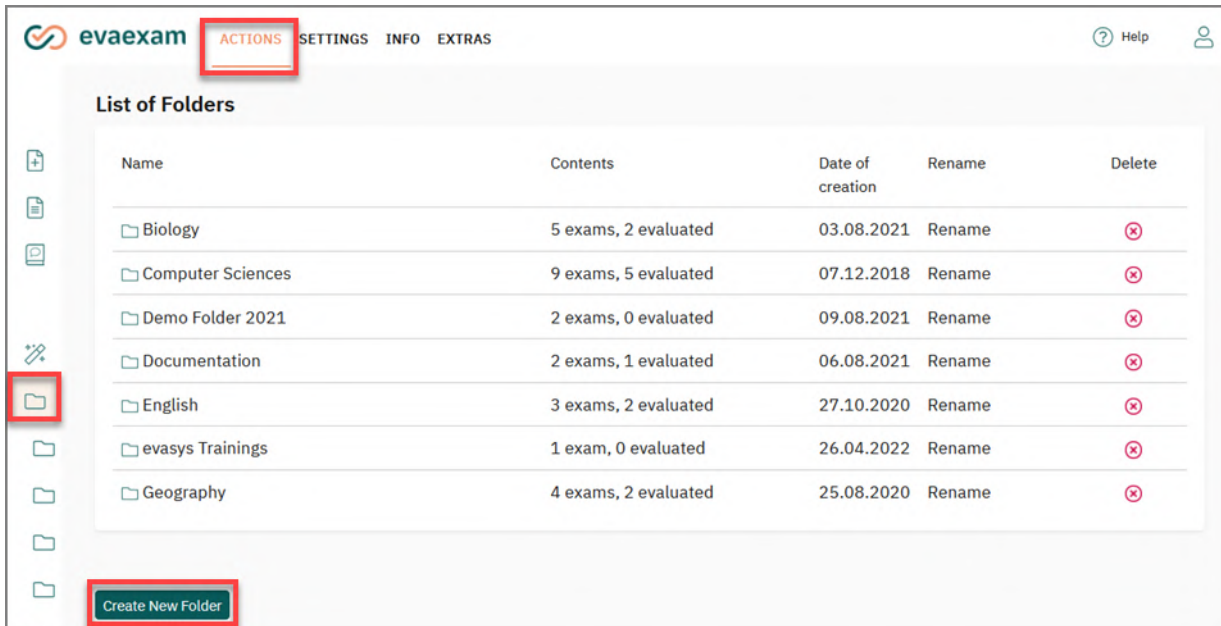 evaexam ACTIONS SETTINGS INFO EXTRAS Help
List of Folders
Name Contents Date of creation Rename Delete
Biology 5 exams, 2 evaluated 03.08.2021 Rename
Computer Sciences 9 exams, 5 evaluated 07.12.2018 Rename
Demo Folder 2021 2 exams, 0 evaluated 09.08.2021 Rename
Documentation 2 exams, 1 evaluated 06.08.2021 Rename
English 3 exams, 2 evaluated 27.10.2020 Rename
evasys Trainings 1 exam, 0 evaluated 26.04.2022 Rename
Geography 4 exams, 2 evaluated 25.08.2020 Rename
Create New Folder